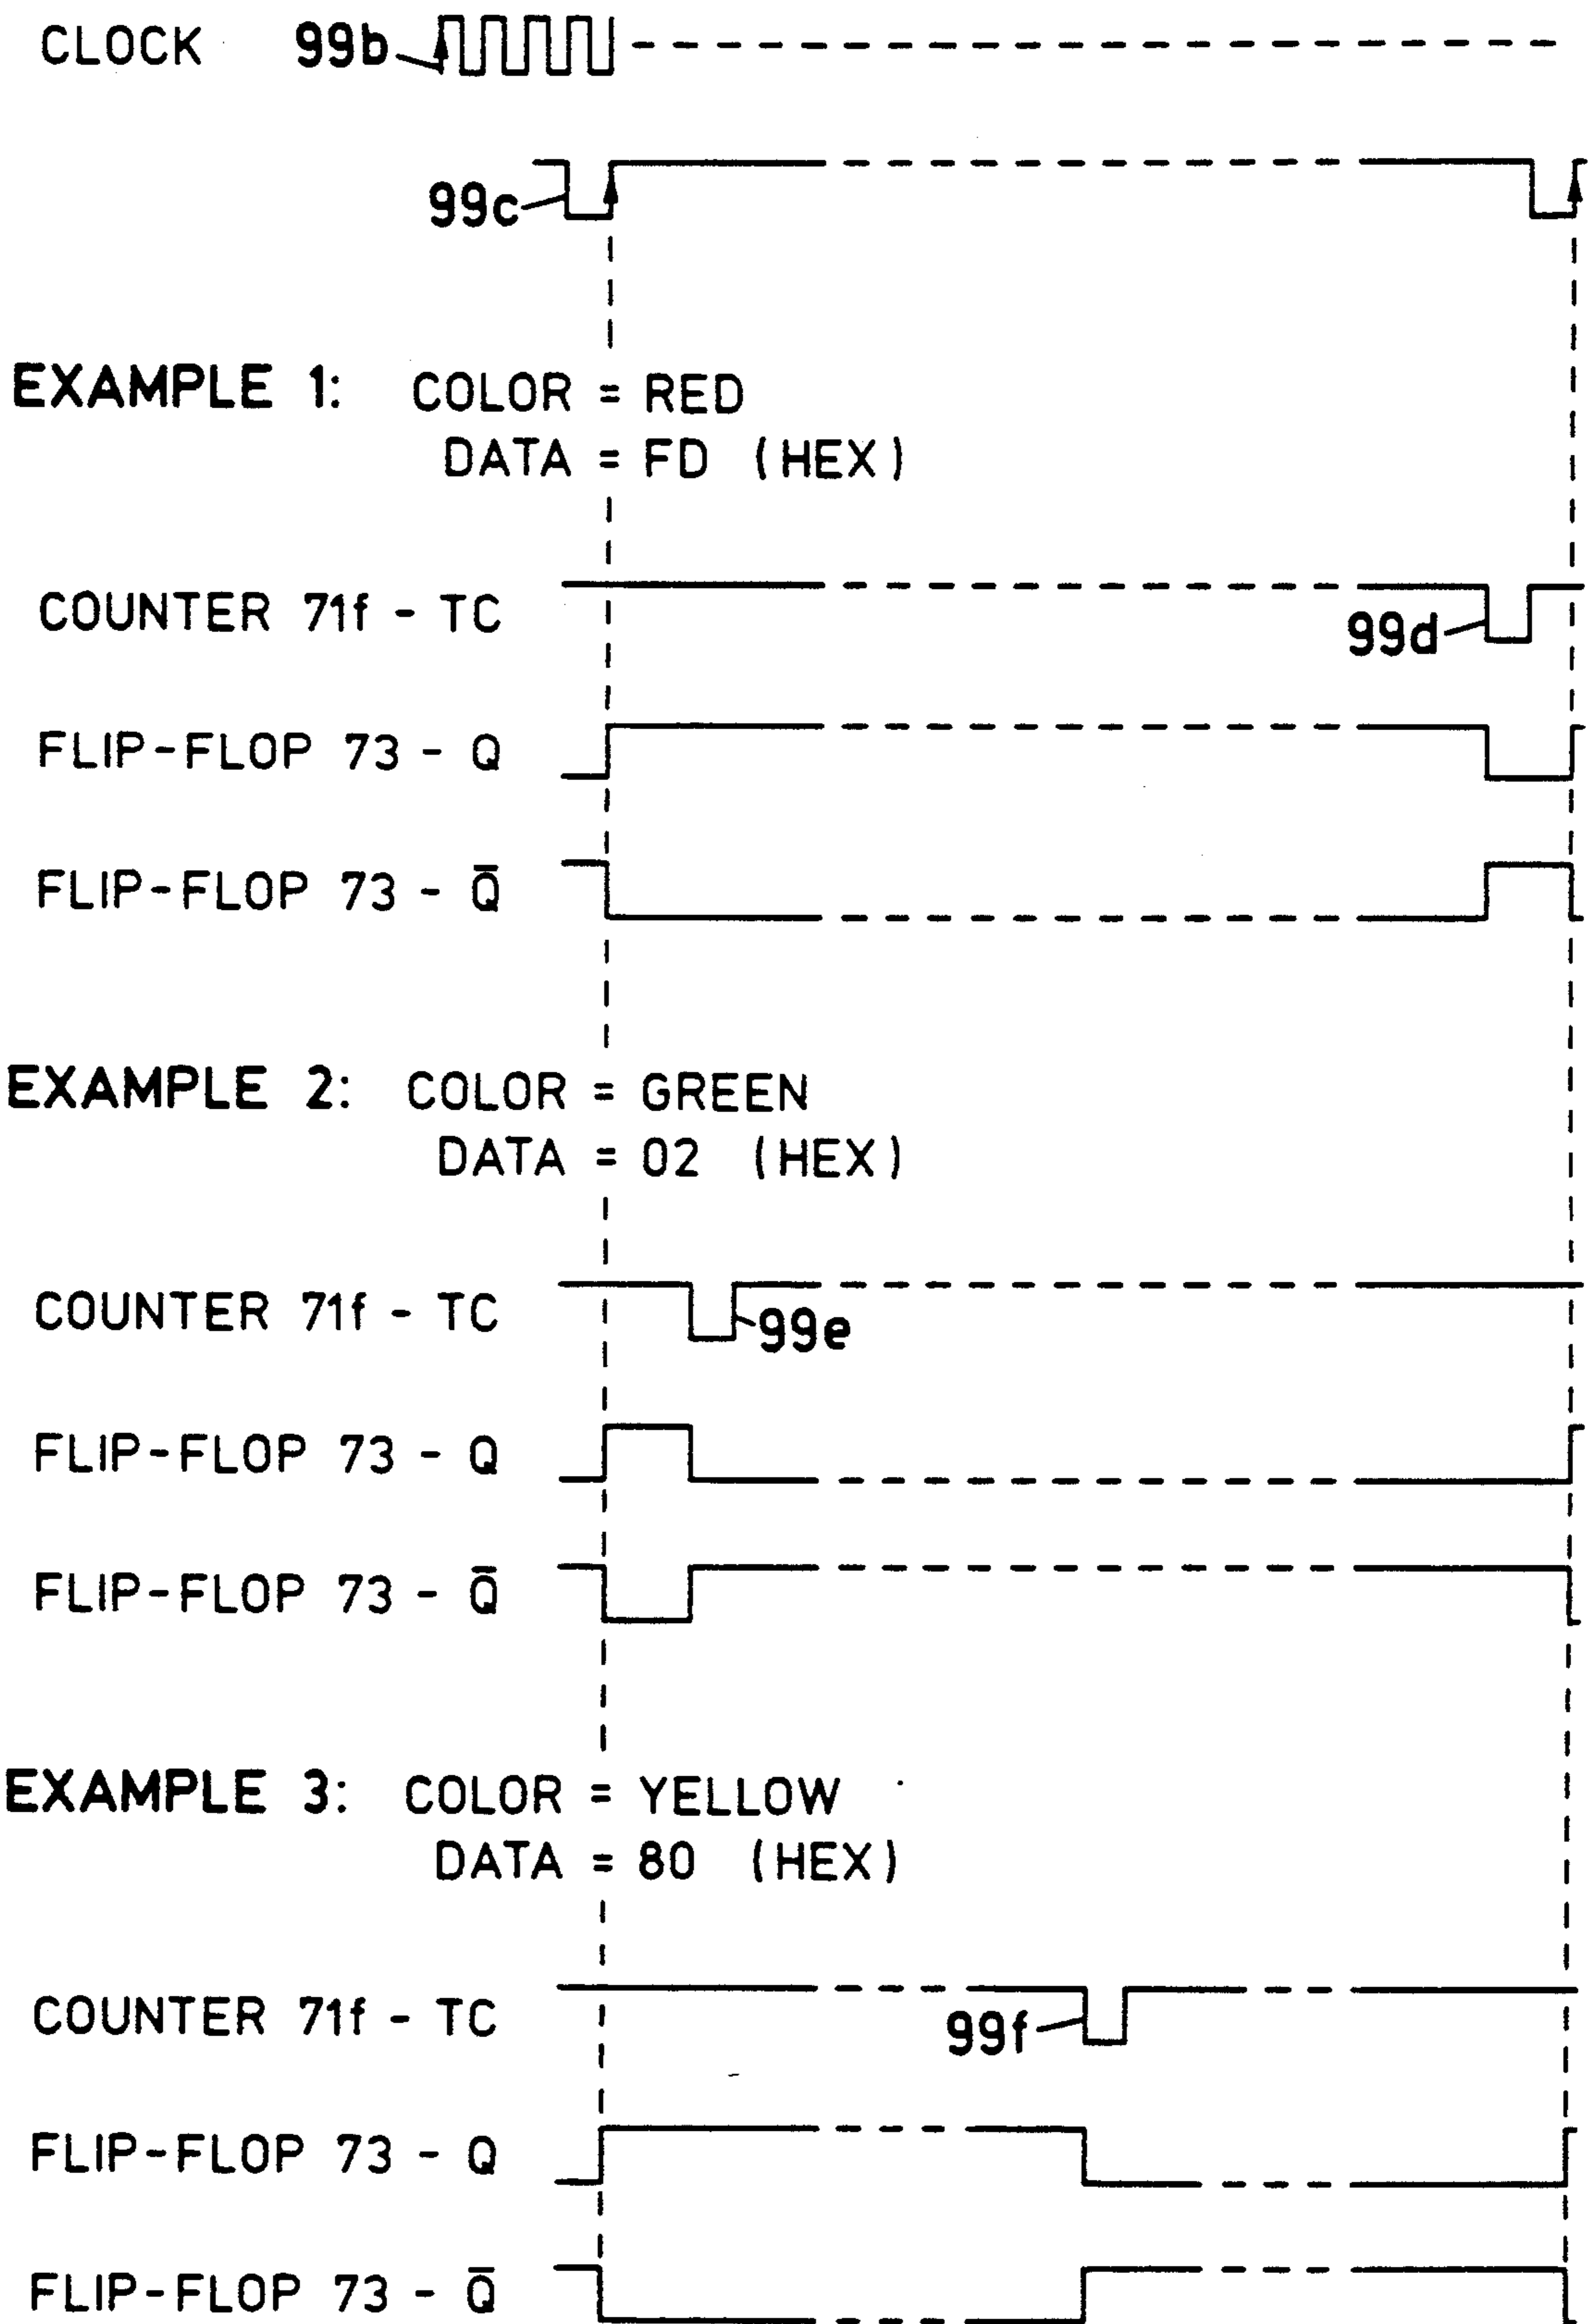 CLOCK 99b
99c
EXAMPLE 1: COLOR = RED
DATA = FD (HEX)
COUNTER 71f - TC 99d
FLIP-FLOP 73 - Q
FLIP-FLOP 73 - Q̅
EXAMPLE 2: COLOR = GREEN
DATA = 02 (HEX)
COUNTER 71f - TC 99e
FLIP-FLOP 73 - Q
FLIP-FLOP 73 - Q̅
EXAMPLE 3: COLOR = YELLOW
DATA = 80 (HEX)
COUNTER 71f - TC 99f
FLIP-FLOP 73 - Q
FLIP-FLOP 73 - Q̅